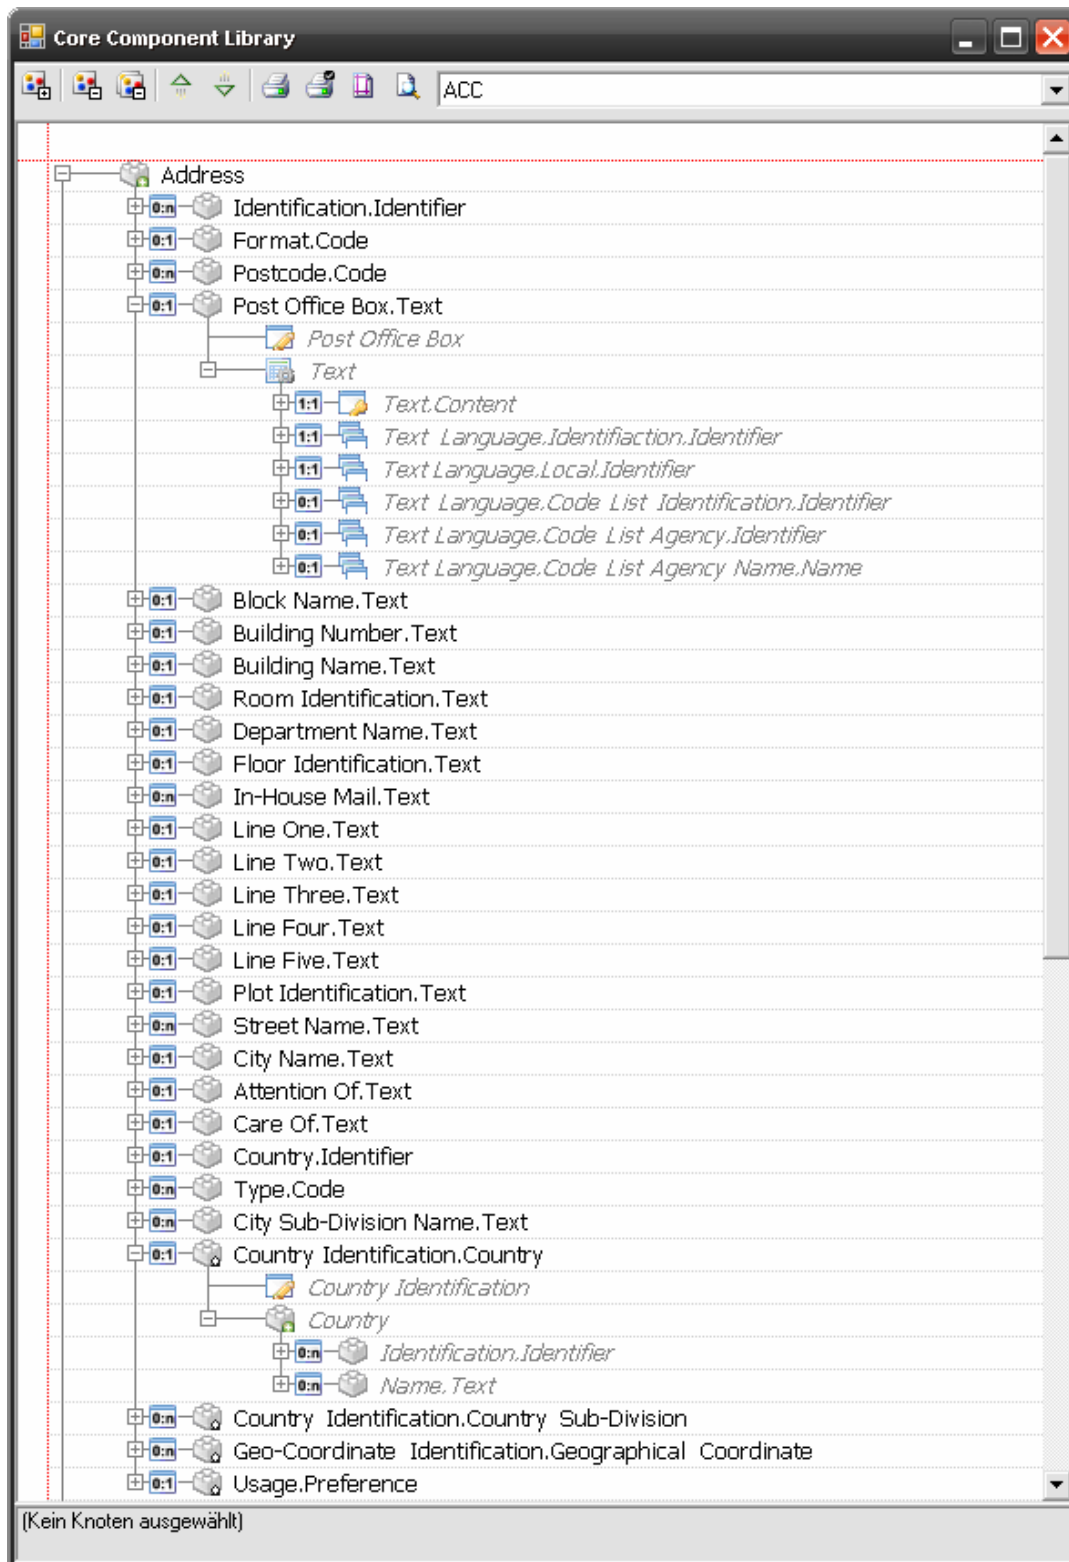 Core Component Library
ACC
Address
0:n Identification.Identifier
0:1 Format.Code
0:n Postcode.Code
0:1 Post Office Box.Text
Post Office Box
Text
1:1 Text.Content
1:1 Text Language.Identifiaction.Identifier
1:1 Text Language.Local.Identifier
0:1 Text Language.Code List Identification.Identifier
0:1 Text Language.Code List Agency.Identifier
0:1 Text Language.Code List Agency Name.Name
0:1 Block Name.Text
0:1 Building Number.Text
0:1 Building Name.Text
0:1 Room Identification.Text
0:1 Department Name.Text
0:1 Floor Identification.Text
0:n In-House Mail.Text
0:1 Line One.Text
0:1 Line Two.Text
0:1 Line Three.Text
0:1 Line Four.Text
0:1 Line Five.Text
0:1 Plot Identification.Text
0:n Street Name.Text
0:1 City Name.Text
0:1 Attention Of.Text
0:1 Care Of.Text
0:1 Country.Identifier
0:n Type.Code
0:n City Sub-Division Name.Text
0:1 Country Identification.Country
Country Identification
Country
0:n Identification.Identifier
0:n Name.Text
0:n Country Identification.Country Sub-Division
0:n Geo-Coordinate Identification.Geographical Coordinate
0:1 Usage.Preference
(Kein Knoten ausgewählt)